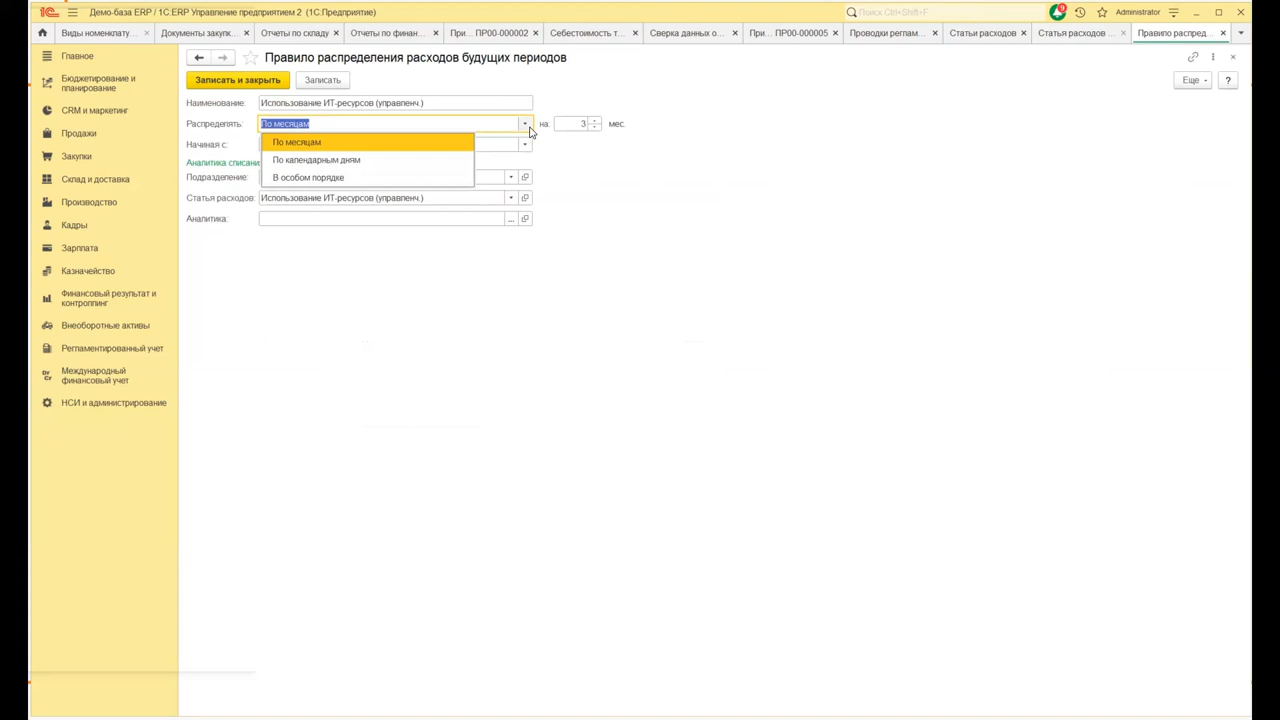 Демо-база ERP / 1С:ERP Управление предприятием 2 (1С:Предприятие)
Поиск Ctrl+Shift+F
9
Administrator
Виды номенклату...
Документы закупк...
Отчеты по складу
Отчеты по финан...
При... ПР00-000002
Себестоимость т...
Сверка данных о...
При... ПР00-000005
Проводки реглам...
Статьи расходов
Статья расходов ...
Правило распред...
Главное
Бюджетирование и
планирование
CRM и маркетинг
Продажи
Закупки
Склад и доставка
Производство
Кадры
Зарплата
Казначейство
Финансовый результат и
контроллинг
Внеоборотные активы
Регламентированный учет
Международный
финансовый учет
НСИ и администрирование
Правило распределения расходов будущих периодов
Записать и закрыть
Записать
Еще
?
Наименование: Использование ИТ-ресурсов (управленч.)
Распределять: По месяцам на: 3 мес.
Начиная с:
По месяцам
По календарным дням
В особом порядке
Аналитика списани
Подразделение:
Статья расходов: Использование ИТ-ресурсов (управленч.)
Аналитика: